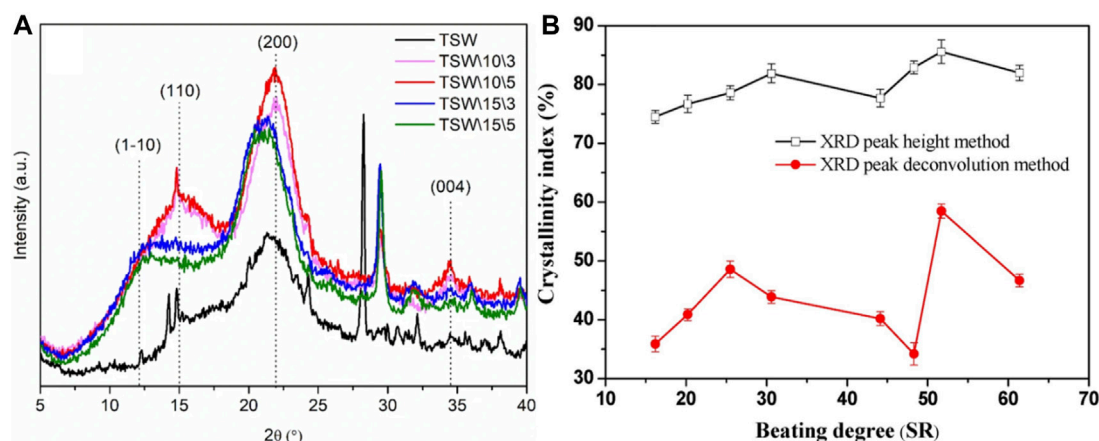 A
(200)
(110)
(1-10)
(004)
TSW
TSW\10\3
TSW\10\5
TSW\15\3
TSW\15\5
Intensity (a.u.)
5 10 15 20 25 30 35 40
2θ (°)
B
90
80
70
60
50
40
30
Crystallinity index (%)
XRD peak height method
XRD peak deconvolution method
10 20 30 40 50 60 70
Beating degree (SR)